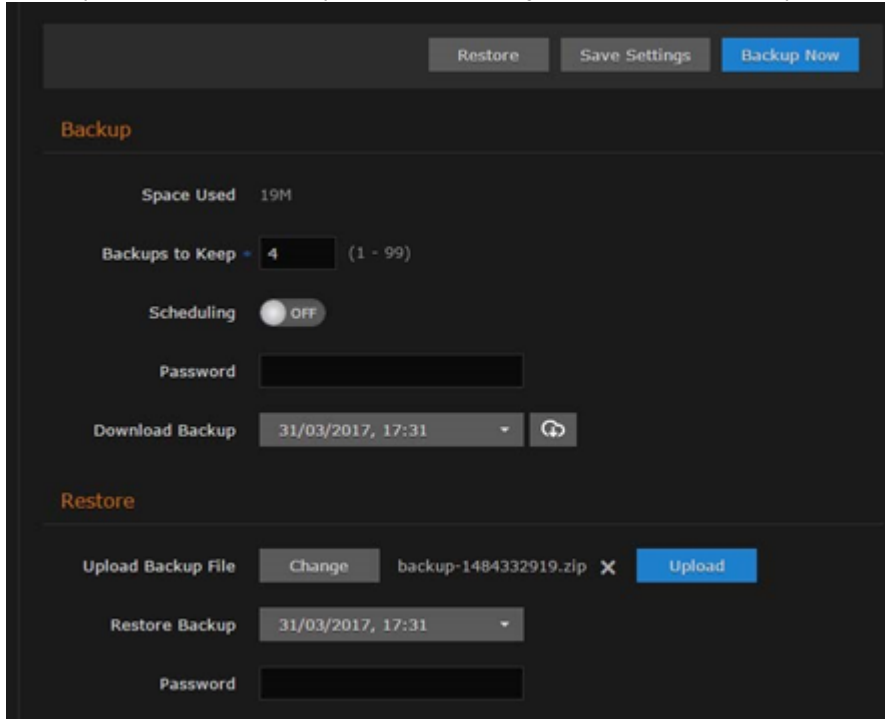 Restore Save Settings Backup Now
Backup
Space Used 19M
Backups to Keep * 4 (1 - 99)
Scheduling OFF
Password
Download Backup 31/03/2017, 17:31
Restore
Upload Backup File Change backup-1484332919.zip Upload
Restore Backup 31/03/2017, 17:31
Password